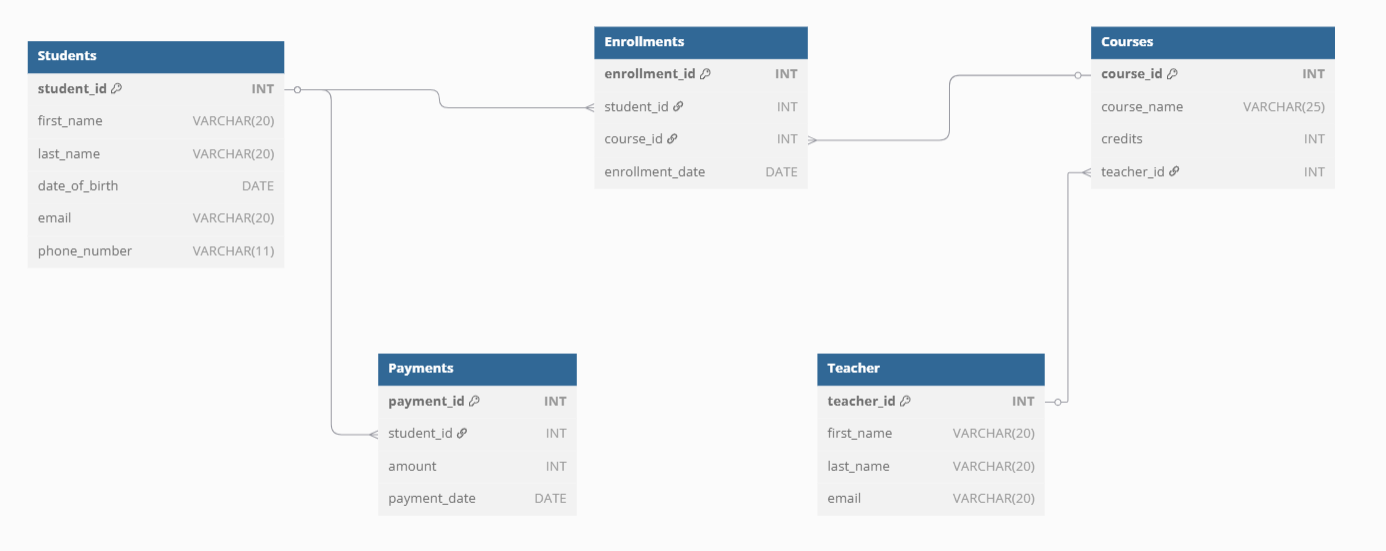 Students
student_id INT
first_name VARCHAR(20)
last_name VARCHAR(20)
date_of_birth DATE
email VARCHAR(20)
phone_number VARCHAR(11)
Enrollments
enrollment_id INT
student_id INT
course_id INT
enrollment_date DATE
Courses
course_id INT
course_name VARCHAR(25)
credits INT
teacher_id INT
Payments
payment_id INT
student_id INT
amount INT
payment_date DATE
Teacher
teacher_id INT
first_name VARCHAR(20)
last_name VARCHAR(20)
email VARCHAR(20)